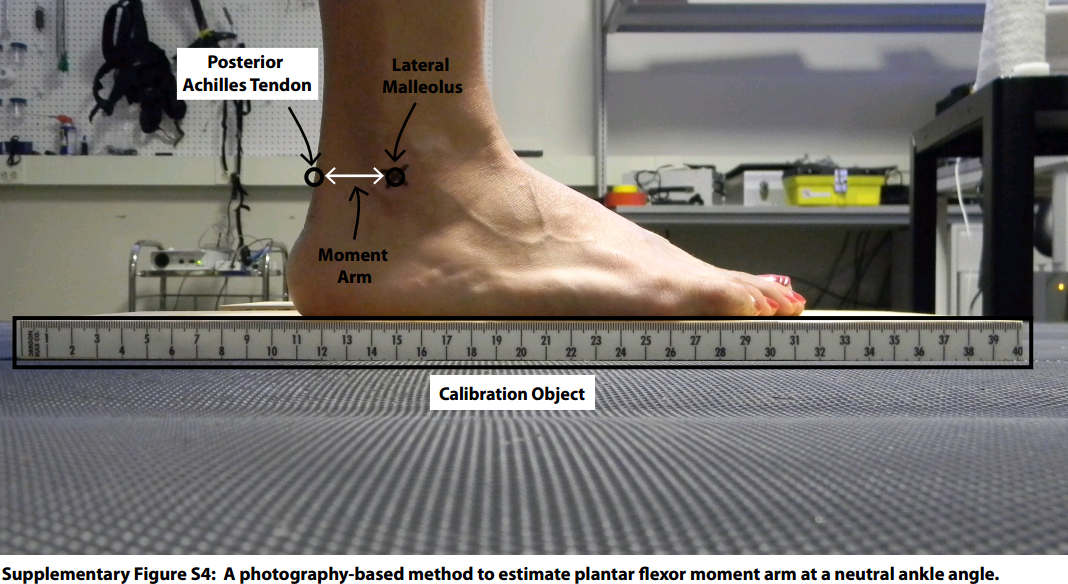 Posterior
Achilles Tendon
Lateral
Malleolus
Moment
Arm
1 3 5 7 9 11 13 15 17 19 21 23 25 27 29 31 33 35 37 39
2 4 6 8 10 12 14 16 18 20 22 24 26 28 30 32 34 36 38 40
Calibration Object
Supplementary Figure S4: A photography-based method to estimate plantar flexor moment arm at a neutral ankle angle.